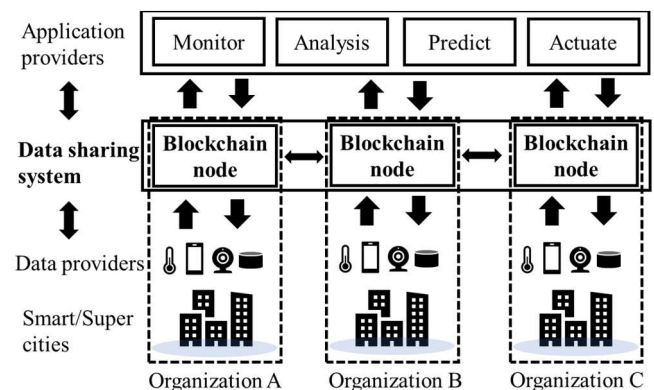 Application
providers
Monitor
Analysis
Predict
Actuate
Data sharing
system
Blockchain
node
Blockchain
node
Blockchain
node
Data providers
Smart/Super
cities
Organization A
Organization B
Organization C